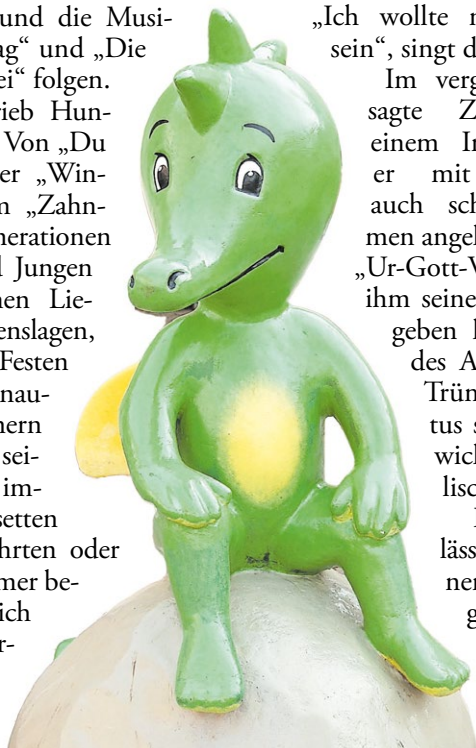 und die Musi-
ag“ und „Die
ei“ folgen.
rieb Hun-
Von „Du
er „Win-
„Zahn-
nerationen
Jungen
nen Lie-
enslagen,
Festen
nau-
nern
sei-
im-
setten
hrten oder
mer be-
ich
r-
„Ich wollte
sein“, singt d
Im verg
sagte Z
einem In
er mit
auch sch
men angel
„Ur-Gott-V
ihm seine
geben
des A
Trün
tus s
wich
lisc
läss
ner
g